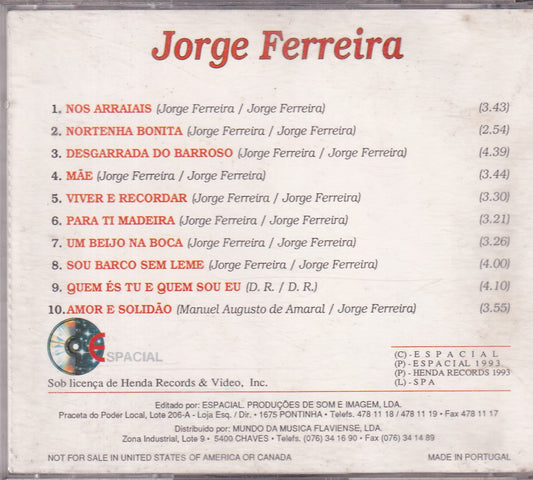 Jorge Ferreira
1. NOS ARRAIAIS (Jorge Ferreira / Jorge Ferreira) (3.43)
2. NORTENHA BONITA (Jorge Ferreira / Jorge Ferreira) (2.54)
3. DESGARRADA DO BARROSO (Jorge Ferreira / Jorge Ferreira) (4.39)
4. MÃE (Jorge Ferreira / Jorge Ferreira) (3.44)
5. VIVER E RECORDAR (Jorge Ferreira / Jorge Ferreira) (3.30)
6. PARA TI MADEIRA (Jorge Ferreira / Jorge Ferreira) (3.21)
7. UM BEIJO NA BOCA (Jorge Ferreira / Jorge Ferreira) (3.26)
8. SOU BARCO SEM LEME (Jorge Ferreira / Jorge Ferreira) (4.00)
9. QUEM ÉS TU E QUEM SOU EU (D. R. / D. R.) (4.10)
10. AMOR E SOLIDÃO (Manuel Augusto de Amaral / Jorge Ferreira) (3.55)
ESPACIAL
Sob licença de Henda Records & Video, Inc.
(C) - E S P A C I A L
(P) - ESPACIAL 1993
(P) - HENDA RECORDS 1993
(L) - SPA
Editado por: ESPACIAL. PRODUÇÕES DE SOM E IMAGEM, LDA.
Praceta do Poder Local, Lote 206-A - Loja Esq. / Dir. • 1675 PONTINHA • Telefs. 478 11 18 / 478 11 19 • Fax 478 11 17
Distribuido por: MUNDO DA MUSICA FLAVIENSE, LDA.
Zona Industrial, Lote 9 • 5400 CHAVES • Telefs. (076) 34 16 90 • Fax (076) 34 14 89
NOT FOR SALE IN UNITED STATES OF AMERICA OR CANADA
MADE IN PORTUGAL